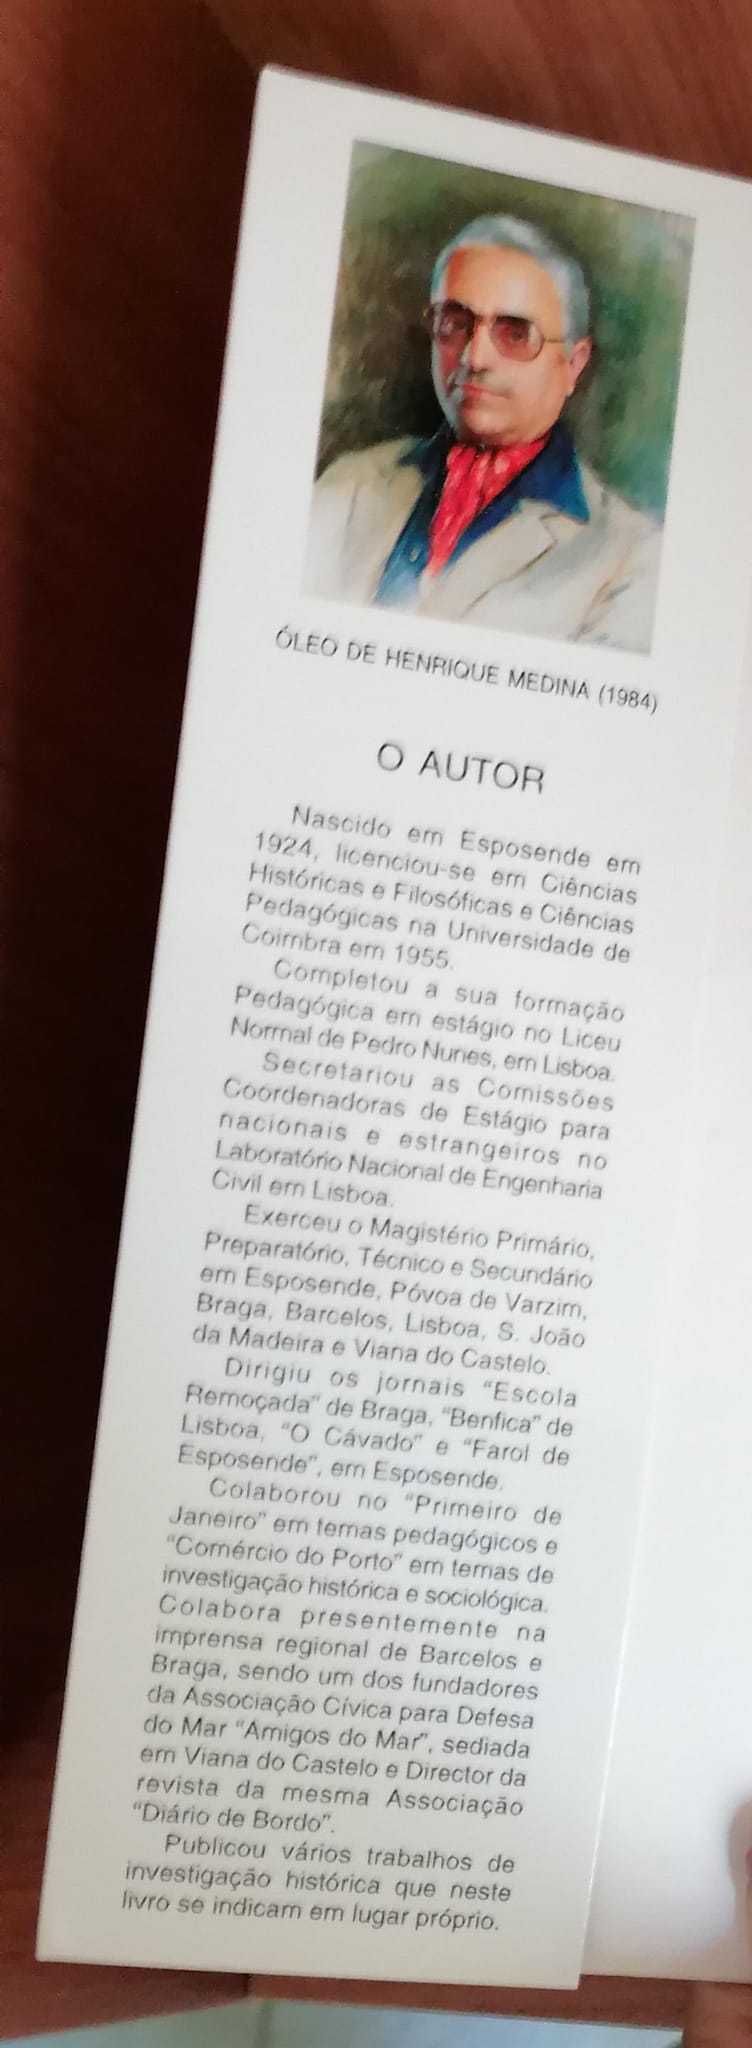 ÓLEO DE HENRIQUE MEDINA (1984)
O AUTOR
Nascido em Esposende em
1924, licenciou-se em Ciências
Históricas e Filosóficas e Ciências
Pedagógicas na Universidade de
Coimbra em 1955.
Completou a sua formação
Pedagógica em estágio no Liceu
Normal de Pedro Nunes, em Lisboa.
Secretariou as Comissões
Coordenadoras de Estágio para
nacionais e estrangeiros no
Laboratório Nacional de Engenharia
Civil em Lisboa.
Exerceu o Magistério Primário,
Preparatório, Técnico e Secundário
em Esposende, Póvoa de Varzim,
Braga, Barcelos, Lisboa, S. João
da Madeira e Viana do Castelo.
Dirigiu os jornais "Escola
Remoçada" de Braga, "Benfica" de
Lisboa, "O Cávado" e "Farol de
Esposende", em Esposende.
Colaborou no "Primeiro de
Janeiro" em temas pedagógicos e
"Comércio do Porto" em temas de
investigação histórica e sociológica.
Colabora presentemente na
imprensa regional de Barcelos e
Braga, sendo um dos fundadores
da Associação Cívica para Defesa
do Mar "Amigos do Mar", sediada
em Viana do Castelo e Director da
revista da mesma Associação
"Diário de Bordo".
Publicou vários trabalhos de
investigação histórica que neste
livro se indicam em lugar próprio.